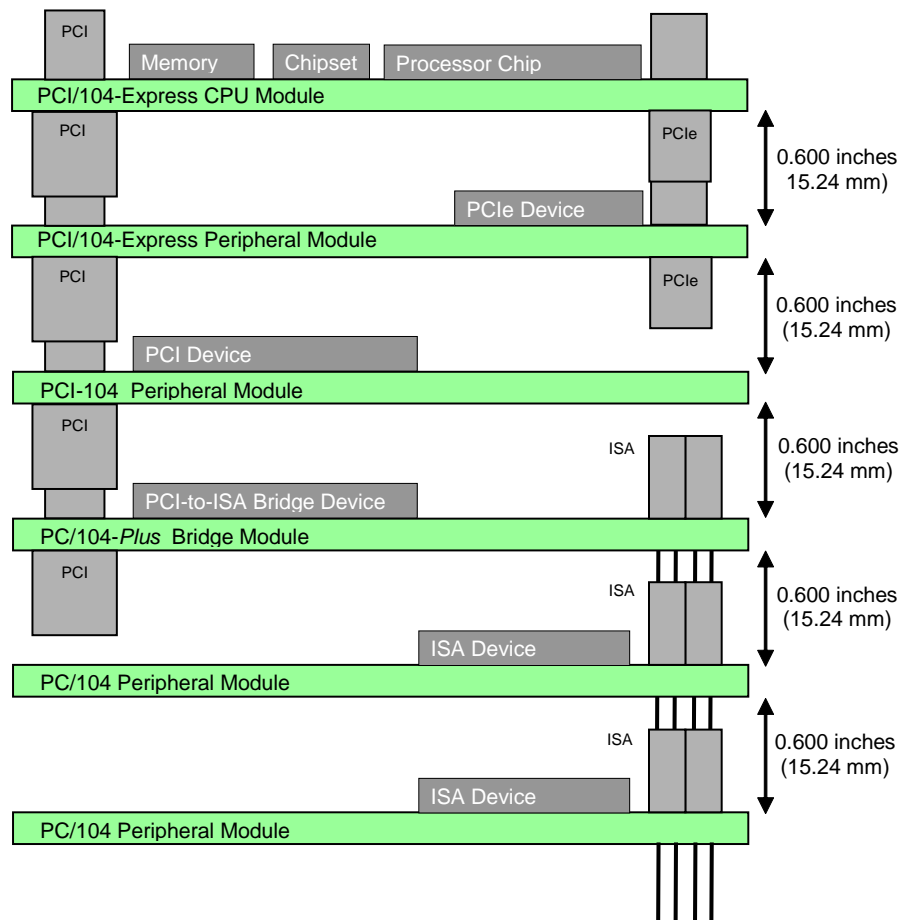 PCI
Memory
Chipset
Processor Chip
PCI/104-Express CPU Module
PCI
PCIe
0.600 inches
15.24 mm)
PCIe Device
PCI/104-Express Peripheral Module
PCI
PCIe
0.600 inches
(15.24 mm)
PCI Device
PCI-104 Peripheral Module
PCI
ISA
0.600 inches
(15.24 mm)
PCI-to-ISA Bridge Device
PC/104-Plus Bridge Module
PCI
ISA
0.600 inches
(15.24 mm)
ISA Device
PC/104 Peripheral Module
ISA
0.600 inches
(15.24 mm)
ISA Device
PC/104 Peripheral Module